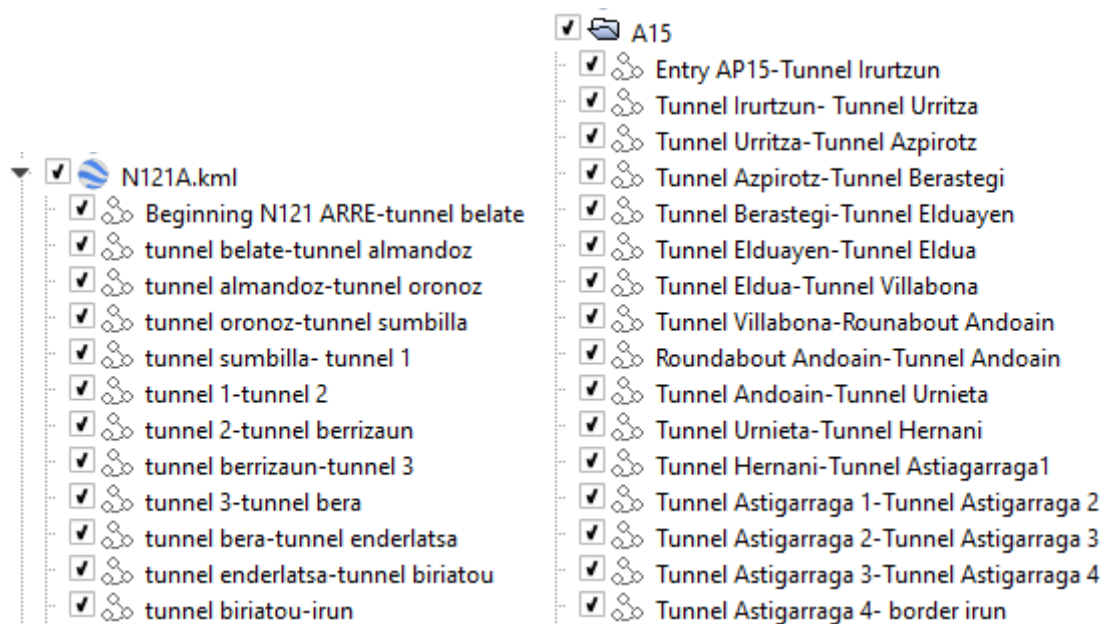 N121A.kml
Beginning N121 ARRE-tunnel belate
tunnel belate-tunnel almandoz
tunnel almandoz-tunnel oronoz
tunnel oronoz-tunnel sumbilla
tunnel sumbilla- tunnel 1
tunnel 1-tunnel 2
tunnel 2-tunnel berrizaun
tunnel berrizaun-tunnel 3
tunnel 3-tunnel bera
tunnel bera-tunnel enderlatsa
tunnel enderlatsa-tunnel biriatou
tunnel biriatou-irun
A15
Entry AP15-Tunnel Irurtzun
Tunnel Irurtzun- Tunnel Urritza
Tunnel Urritza-Tunnel Azpirotz
Tunnel Azpirotz-Tunnel Berastegi
Tunnel Berastegi-Tunnel Elduayen
Tunnel Elduayen-Tunnel Eldua
Tunnel Eldua-Tunnel Villabona
Tunnel Villabona-Rounabout Andoain
Roundabout Andoain-Tunnel Andoain
Tunnel Andoain-Tunnel Urnieta
Tunnel Urnieta-Tunnel Hernani
Tunnel Hernani-Tunnel Astiagarraga1
Tunnel Astigarraga 1-Tunnel Astigarraga 2
Tunnel Astigarraga 2-Tunnel Astigarraga 3
Tunnel Astigarraga 3-Tunnel Astigarraga 4
Tunnel Astigarraga 4- border irun